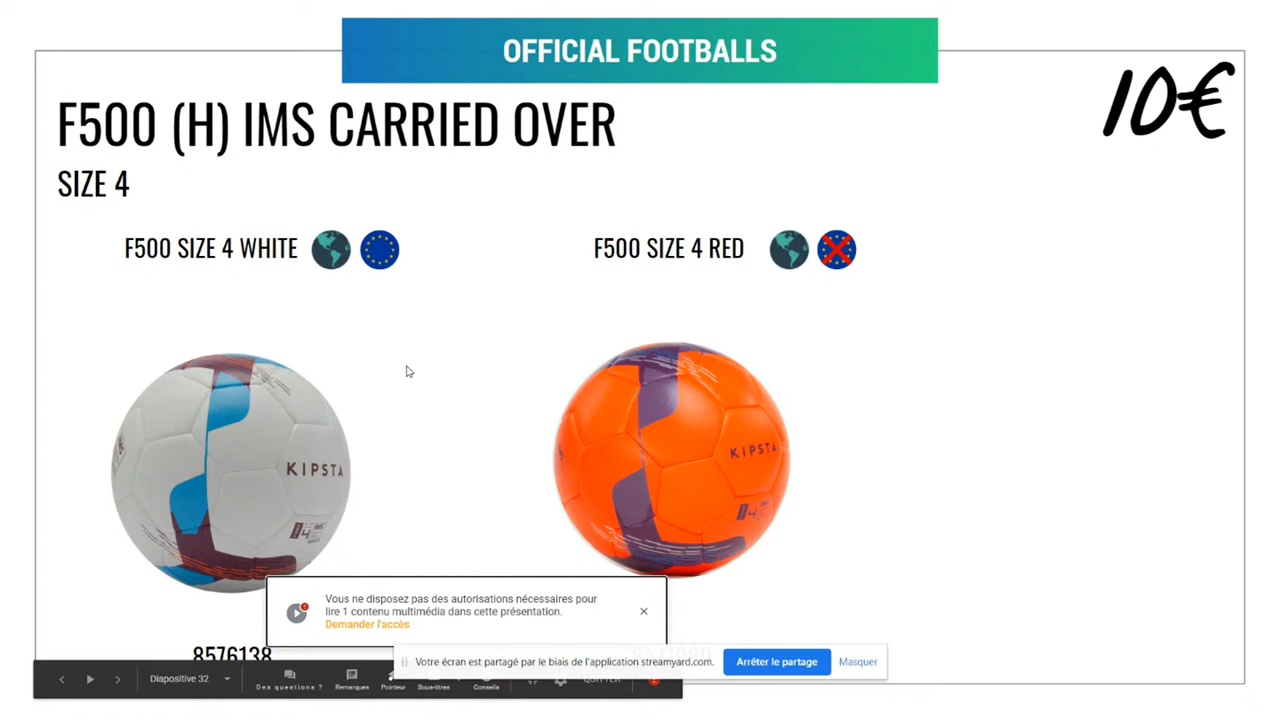 OFFICIAL FOOTBALLS
10€
F500 (H) IMS CARRIED OVER
SIZE 4
F500 SIZE 4 WHITE
F500 SIZE 4 RED
KIPSTA
KIPSTA
4
4
Vous ne disposez pas des autorisations nécessaires pour
lire 1 contenu multimédia dans cette présentation.
Demander l'accès
8576138
Votre écran est partagé par le biais de l'application streamyard.com.
Arrêter le partage
Masquer
Diapositive 32
Des questions ?
Remarques
Pointeur
Sous-titres
Conseils
QUITTER